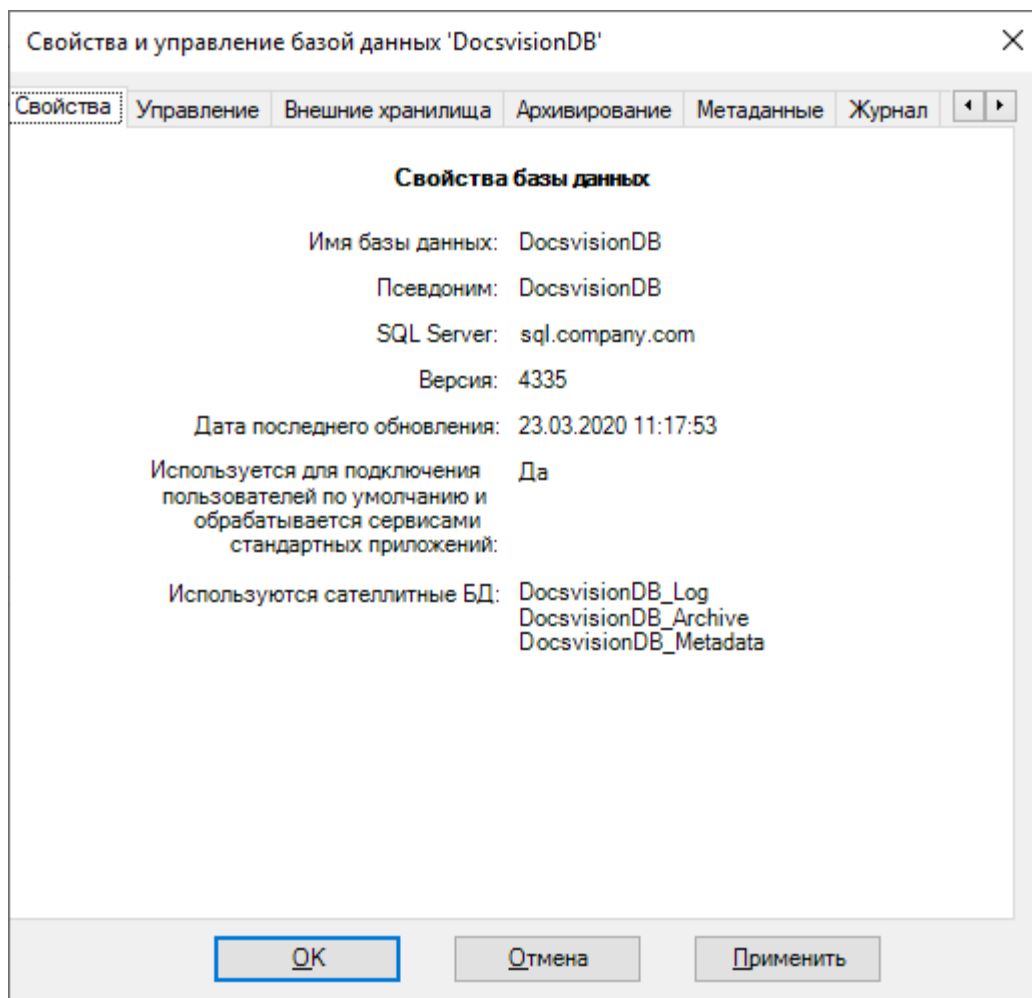 Свойства и управление базой данных 'DocsvisionDB'
Свойства Управление Внешние хранилища Архивирование Метаданные Журнал
Свойства базы данных
Имя базы данных: DocsvisionDB
Псевдоним: DocsvisionDB
SQL Server: sql.company.com
Версия: 4335
Дата последнего обновления: 23.03.2020 11:17:53
Используется для подключения Да
пользователей по умолчанию и
обрабатывается сервисами
стандартных приложений:
Используются сателлитные БД: DocsvisionDB_Log
DocsvisionDB_Archive
DocsvisionDB_Metadata
OK Отмена Применить